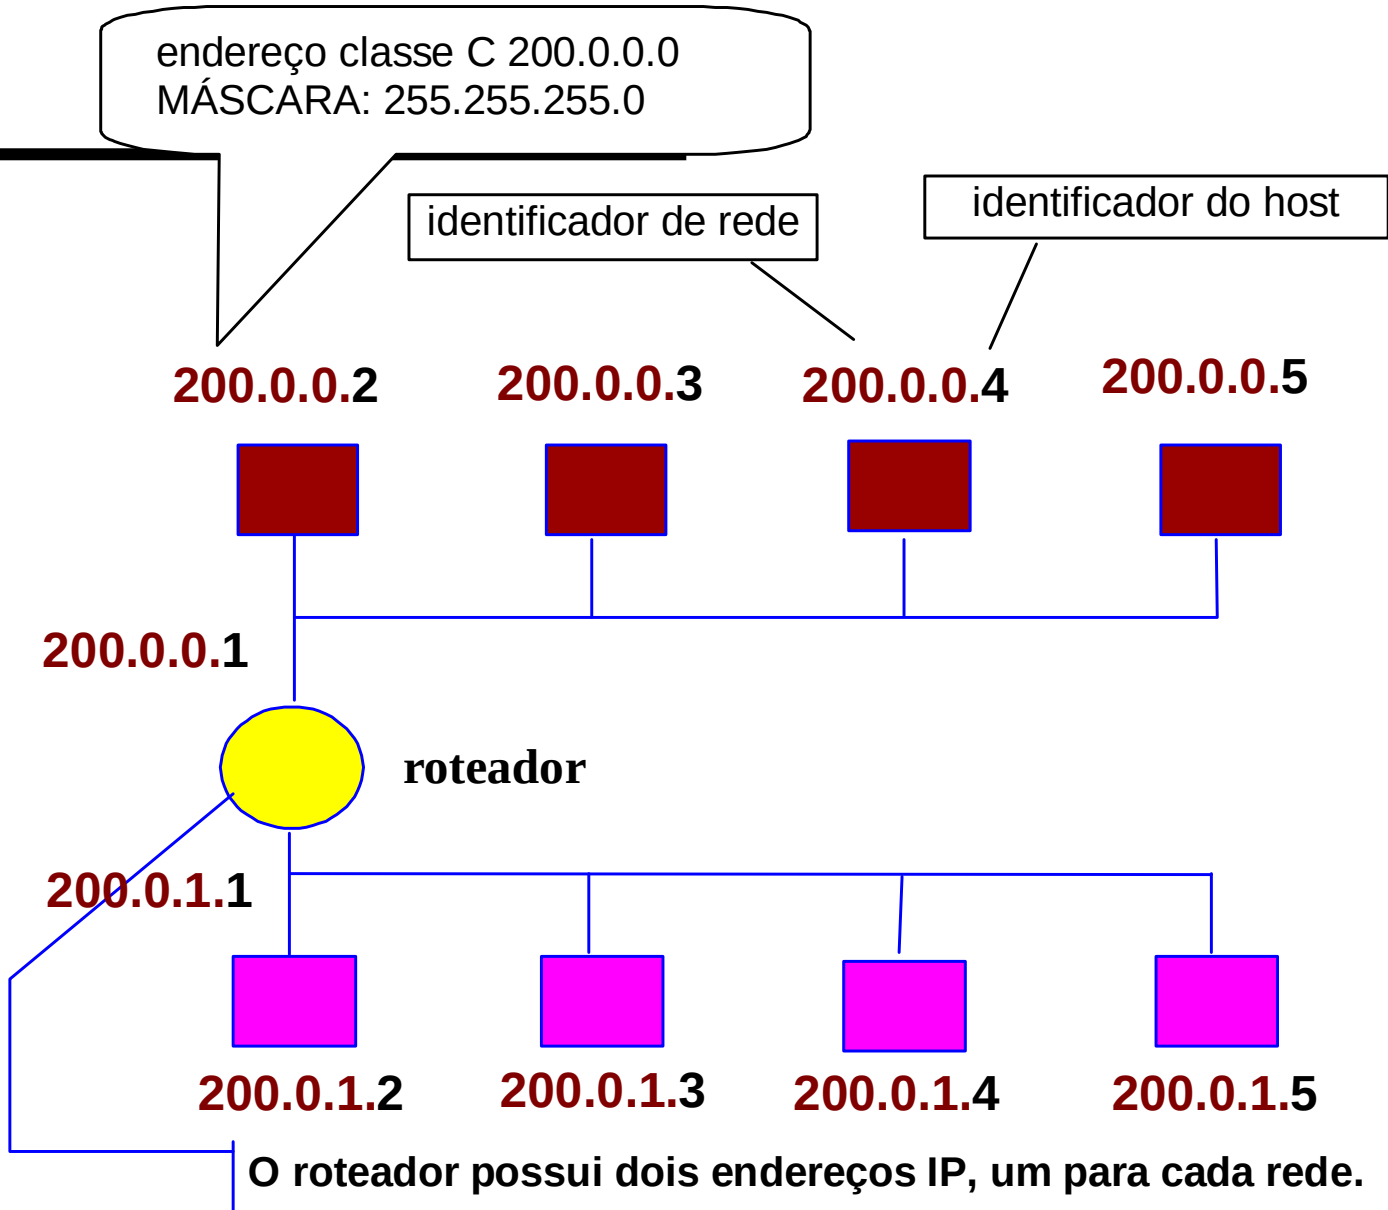 endereço classe C 200.0.0.0
MÁSCARA: 255.255.255.0
identificador de rede
identificador do host
200.0.0.2
200.0.0.3
200.0.0.4
200.0.0.5
200.0.0.1
roteador
200.0.1.1
200.0.1.2
200.0.1.3
200.0.1.4
200.0.1.5
O roteador possui dois endereços IP, um para cada rede.